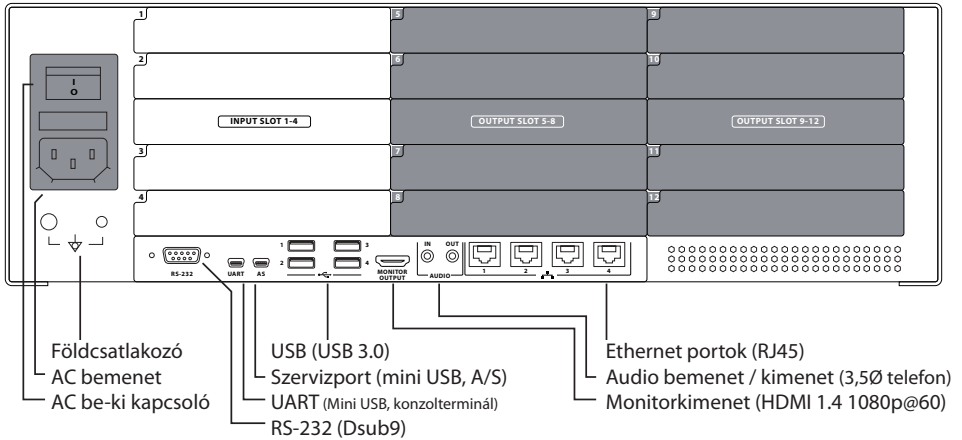 1
5
9
2
6
10
I
O
INPUT SLOT 1-4
OUTPUT SLOT 5-8
OUTPUT SLOT 9-12
3
7
11
4
8
12
RS-232
UART
AS
1
2
3
4
MONITOR
OUTPUT
IN
OUT
AUDIO
1
2
3
4
Földcsatlakozó
AC bemenet
AC be-ki kapcsoló
USB (USB 3.0)
Szervizport (mini USB, A/S)
UART (Mini USB, konzolterminál)
RS-232 (Dsub9)
Ethernet portok (RJ45)
Audio bemenet / kimenet (3,5Ø telefon)
Monitorkimenet (HDMI 1.4 1080p@60)